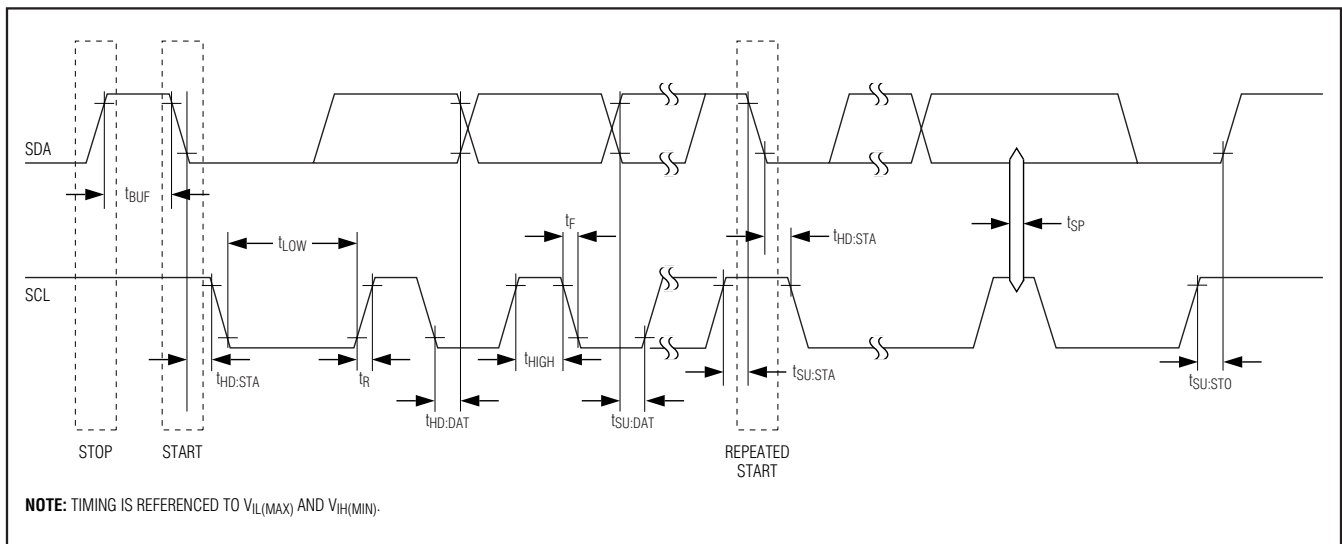 SDA
tBUF
tLOW
tF
tHD:STA
tSP
SCL
tHD:STA
tR
tHD:DAT
tHIGH
tSU:DAT
tSU:STA
tSU:STO
STOP
START
REPEATED
START
NOTE: TIMING IS REFERENCED TO VIL(MAX) AND VIH(MIN).